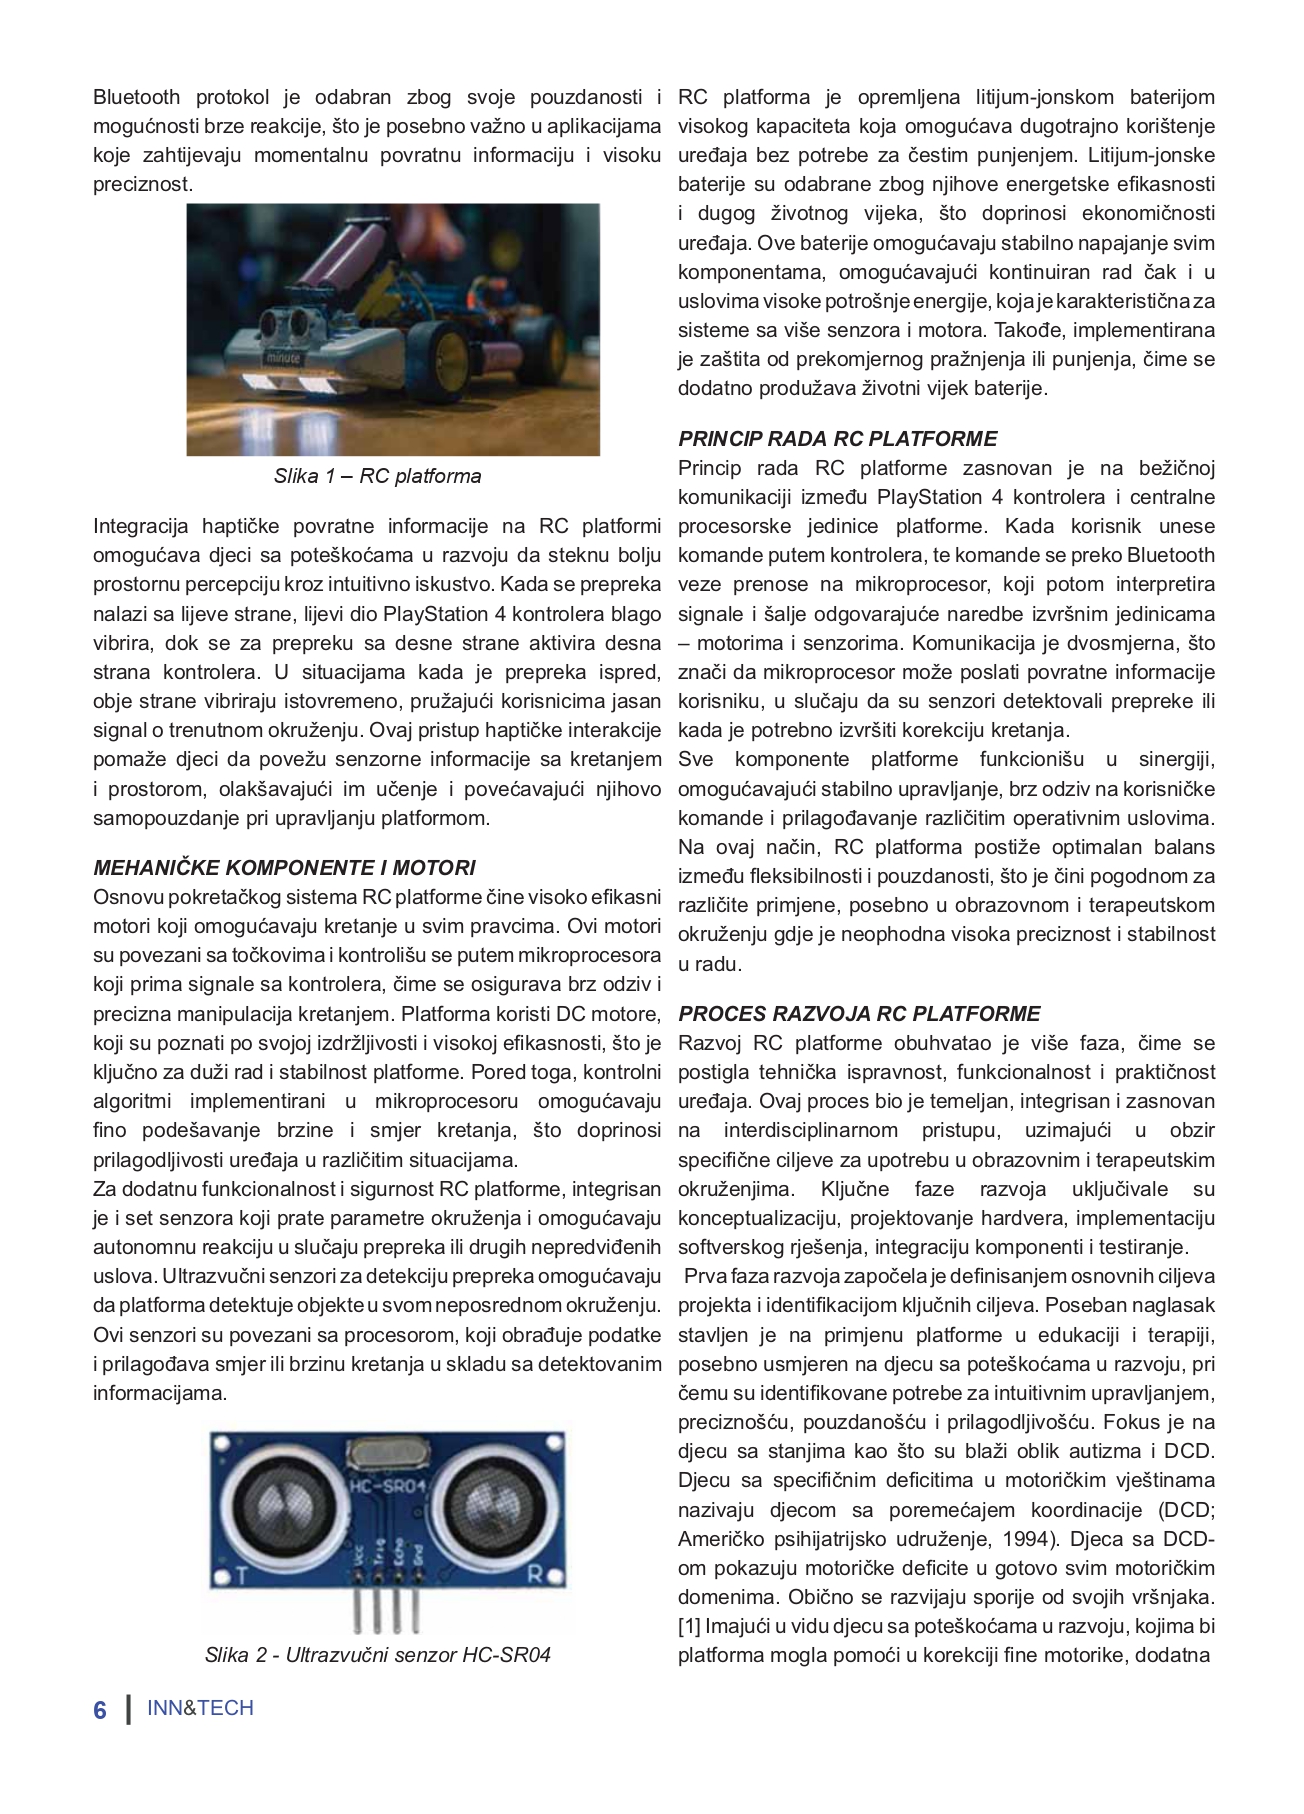 Bluetooth protokol je odabran zbog svoje pouzdanosti i
mogućnosti brze reakcije, što je posebno važno u aplikacijama
koje zahtijevaju momentalnu povratnu informaciju i visoku
preciznost.
minute
Slika 1 – RC platforma
Integracija haptičke povratne informacije na RC platformi
omogućava djeci sa poteškoćama u razvoju da steknu bolju
prostornu percepciju kroz intuitivno iskustvo. Kada se prepreka
nalazi sa lijeve strane, lijevi dio PlayStation 4 kontrolera blago
vibrira, dok se za prepreku sa desne strane aktivira desna
strana kontrolera. U situacijama kada je prepreka ispred,
obje strane vibriraju istovremeno, pružajući korisnicima jasan
signal o trenutnom okruženju. Ovaj pristup haptičke interakcije
pomaže djeci da povežu senzorne informacije sa kretanjem
i prostorom, olakšavajući im učenje i povećavajući njihovo
samopouzdanje pri upravljanju platformom.
MEHANIČKE KOMPONENTE I MOTORI
Osnovu pokretačkog sistema RC platforme čine visoko efikasni
motori koji omogućavaju kretanje u svim pravcima. Ovi motori
su povezani sa točkovima i kontrolišu se putem mikroprocesora
koji prima signale sa kontrolera, čime se osigurava brz odziv i
precizna manipulacija kretanjem. Platforma koristi DC motore,
koji su poznati po svojoj izdržljivosti i visokoj efikasnosti, što je
ključno za duži rad i stabilnost platforme. Pored toga, kontrolni
algoritmi implementirani u mikroprocesoru omogućavaju
fino podešavanje brzine i smjer kretanja, što doprinosi
prilagodljivosti uređaja u različitim situacijama.
Za dodatnu funkcionalnost i sigurnost RC platforme, integrisan
je i set senzora koji prate parametre okruženja i omogućavaju
autonomnu reakciju u slučaju prepreka ili drugih nepredviđenih
uslova. Ultrazvučni senzori za detekciju prepreka omogućavaju
da platforma detektuje objekte u svom neposrednom okruženju.
Ovi senzori su povezani sa procesorom, koji obrađuje podatke
i prilagođava smjer ili brzinu kretanja u skladu sa detektovanim
informacijama.
HC-SR04
Vcc
Trig
Echo
Gnd
T
R
Slika 2 - Ultrazvučni senzor HC-SR04
RC platforma je opremljena litijum-jonskom baterijom
visokog kapaciteta koja omogućava dugotrajno korištenje
uređaja bez potrebe za čestim punjenjem. Litijum-jonske
baterije su odabrane zbog njihove energetske efikasnosti
i dugog životnog vijeka, što doprinosi ekonomičnosti
uređaja. Ove baterije omogućavaju stabilno napajanje svim
komponentama, omogućavajući kontinuiran rad čak i u
uslovima visoke potrošnje energije, koja je karakteristična za
sisteme sa više senzora i motora. Takođe, implementirana
je zaštita od prekomjernog pražnjenja ili punjenja, čime se
dodatno produžava životni vijek baterije.
PRINCIP RADA RC PLATFORME
Princip rada RC platforme zasnovan je na bežičnoj
komunikaciji između PlayStation 4 kontrolera i centralne
procesorske jedinice platforme. Kada korisnik unese
komande putem kontrolera, te komande se preko Bluetooth
veze prenose na mikroprocesor, koji potom interpretira
signale i šalje odgovarajuće naredbe izvršnim jedinicama
– motorima i senzorima. Komunikacija je dvosmjerna, što
znači da mikroprocesor može poslati povratne informacije
korisniku, u slučaju da su senzori detektovali prepreke ili
kada je potrebno izvršiti korekciju kretanja.
Sve komponente platforme funkcionišu u sinergiji,
omogućavajući stabilno upravljanje, brz odziv na korisničke
komande i prilagođavanje različitim operativnim uslovima.
Na ovaj način, RC platforma postiže optimalan balans
između fleksibilnosti i pouzdanosti, što je čini pogodnom za
različite primjene, posebno u obrazovnom i terapeutskom
okruženju gdje je neophodna visoka preciznost i stabilnost
u radu.
PROCES RAZVOJA RC PLATFORME
Razvoj RC platforme obuhvatao je više faza, čime se
postigla tehnička ispravnost, funkcionalnost i praktičnost
uređaja. Ovaj proces bio je temeljan, integrisan i zasnovan
na interdisciplinarnom pristupu, uzimajući u obzir
specifične ciljeve za upotrebu u obrazovnim i terapeutskim
okruženjima. Ključne faze razvoja uključivale su
konceptualizaciju, projektovanje hardvera, implementaciju
softverskog rješenja, integraciju komponenti i testiranje.
Prva faza razvoja započela je definisanjem osnovnih ciljeva
projekta i identifikacijom ključnih ciljeva. Poseban naglasak
stavljen je na primjenu platforme u edukaciji i terapiji,
posebno usmjeren na djecu sa poteškoćama u razvoju, pri
čemu su identifikovane potrebe za intuitivnim upravljanjem,
preciznošću, pouzdanošću i prilagodljivošću. Fokus je na
djecu sa stanjima kao što su blaži oblik autizma i DCD.
Djecu sa specifičnim deficitima u motoričkim vještinama
nazivaju djecom sa poremećajem koordinacije (DCD;
Američko psihijatrijsko udruženje, 1994). Djeca sa DCD-
om pokazuju motoričke deficite u gotovo svim motoričkim
domenima. Obično se razvijaju sporije od svojih vršnjaka.
[1] Imajući u vidu djecu sa poteškoćama u razvoju, kojima bi
platforma mogla pomoći u korekciji fine motorike, dodatna
6 | INN&TECH